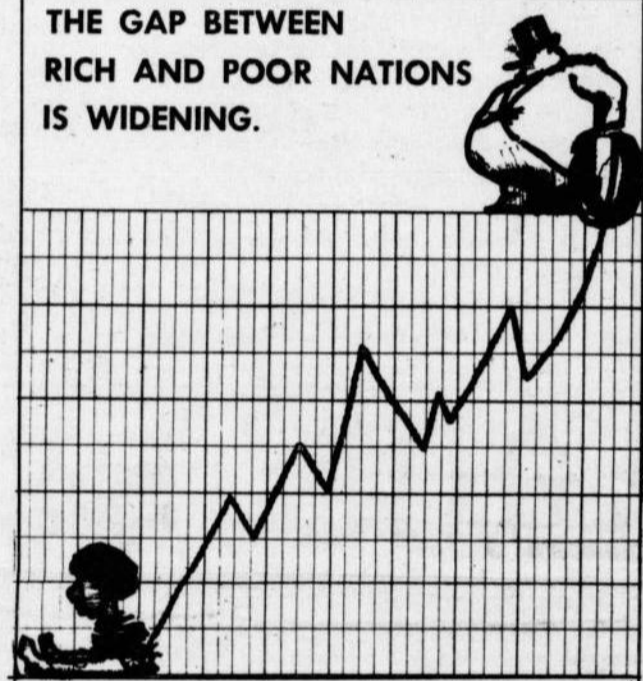 THE GAP BETWEEN
RICH AND POOR NATIONS
IS WIDENING.